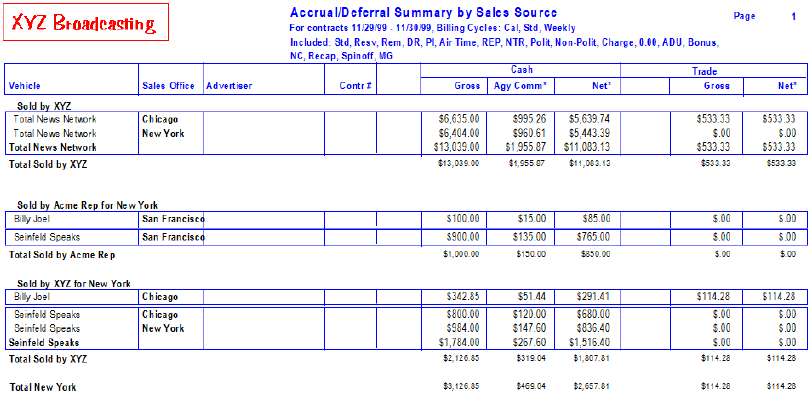 XYZ Broadcasting
Accrual/Deferral Summary by Sales Source
Page 1
For contracts 11/29/99 - 11/30/99, Billing Cycles: Cal, Std, Weekly
Included: Std, Resv, Rem, DR, PI, Air Time, REP, NTR, Polit, Non-Polit, Charge, 0.00, ADU, Bonus,
NC, Recap, Spinoff, MG
Cash Trade
Vehicle Sales Office Advertiser Contr # Gross Agy Comm* Net* Gross Net*
Sold by XYZ
Total News Network Chicago $6,635.00 $995.26 $5,639.74 $533.33 $533.33
Total News Network New York $6,404.00 $960.61 $5,443.39 $.00 $.00
Total News Network $13,039.00 $1,955.87 $11,083.13 $533.33 $533.33
Total Sold by XYZ $13,039.00 $1,955.87 $11,083.13 $533.33 $533.33
Sold by Acme Rep for New York
Billy Joel San Francisco $100.00 $15.00 $85.00 $.00 $.00
Seinfeld Speaks San Francisco $900.00 $135.00 $765.00 $.00 $.00
Total Sold by Acme Rep $1,000.00 $150.00 $850.00 $.00 $.00
Sold by XYZ for New York
Billy Joel Chicago $342.85 $51.44 $291.41 $114.28 $114.28
Seinfeld Speaks Chicago $800.00 $120.00 $680.00 $.00 $.00
Seinfeld Speaks New York $984.00 $147.60 $836.40 $.00 $.00
Seinfeld Speaks $1,784.00 $267.60 $1,516.40 $.00 $.00
Total Sold by XYZ $2,126.85 $319.04 $1,807.81 $114.28 $114.28
Total New York $3,126.85 $469.04 $2,657.81 $114.28 $114.28